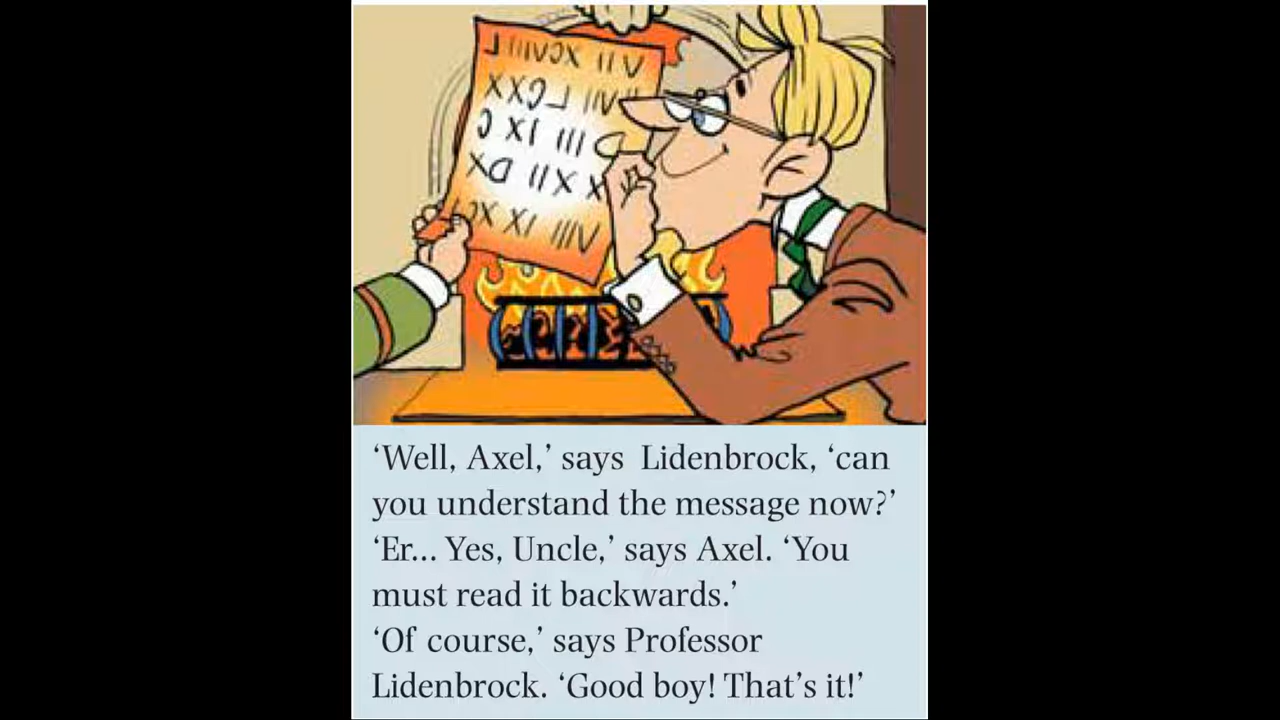 ‘Well, Axel,’ says Lidenbrock, ‘can
you understand the message now?’
‘Er... Yes, Uncle,’ says Axel. ‘You
must read it backwards.’
‘Of course,’ says Professor
Lidenbrock. ‘Good boy! That’s it!’